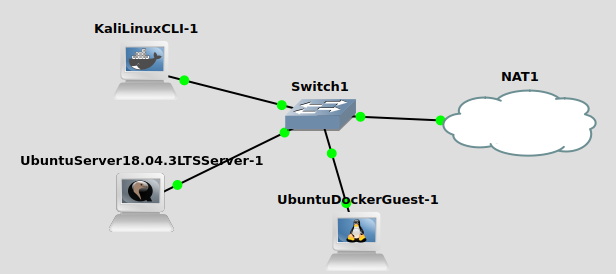 KaliLinuxCLI-1
NAT1
Switch1
UbuntuServer18.04.3LTSServer-1
UbuntuDockerGuest-1